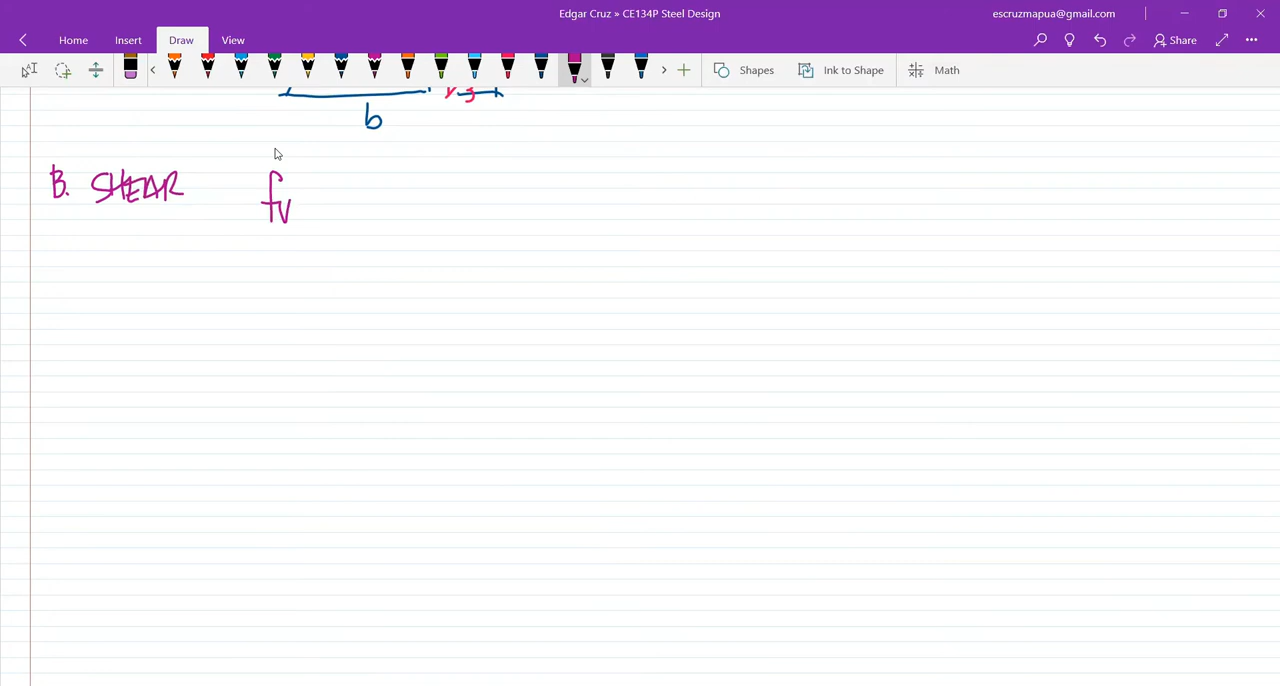 Edgar Cruz » CE134P Steel Design
escruzmapua@gmail.com
Home Insert Draw View
Share
Shapes Ink to Shape Math
b
B. SHEAR fv